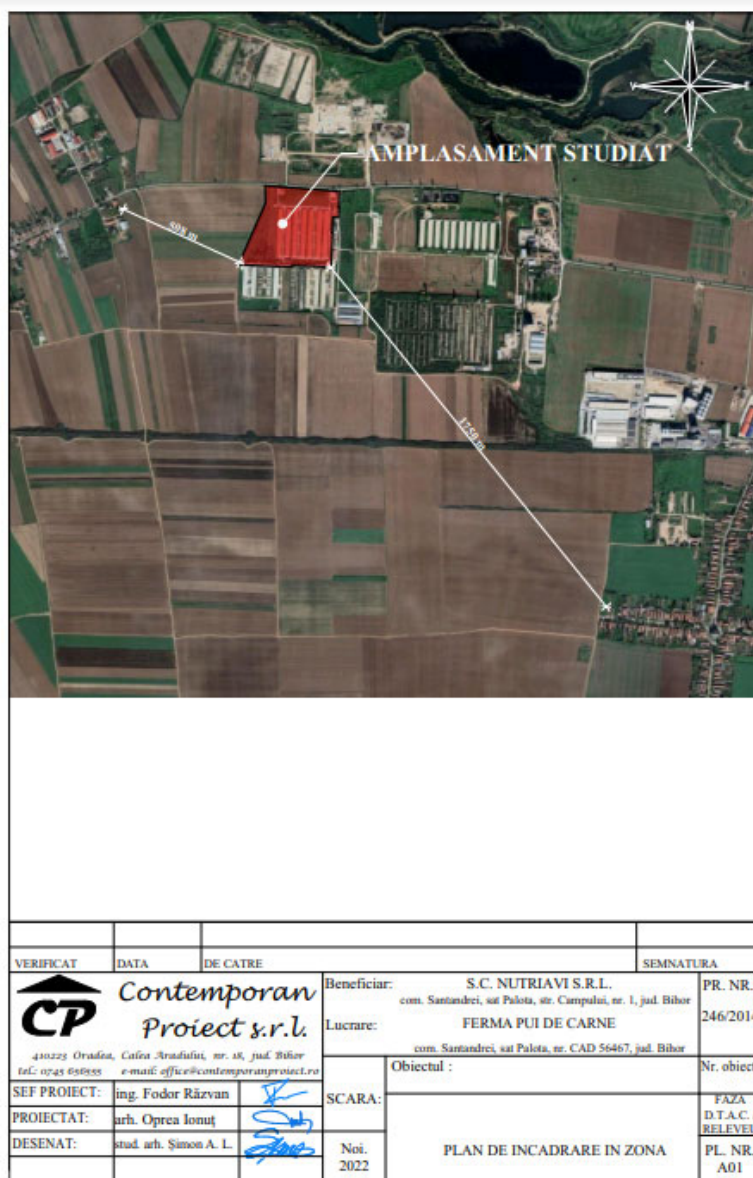 N
V
E
S
AMPLASAMENT STUDIAT
1750 m
VERIFICAT
DATA
DE CATRE
SEMNATURA
CP
Contemporan
Proiect s.r.l.
410223 Oradea, Calea Aradului, nr. 18, jud. Bihor
tel.: 0745 656555 e-mail: office@contemporanproiect.ro
Beneficiar:
S.C. NUTRIAVI S.R.L.
com. Santandrei, sat Palota, str. Campului, nr. 1, jud. Bihor
Lucrare:
FERMA PUI DE CARNE
com. Santandrei, sat Palota, nr. CAD 56467, jud. Bihor
PR. NR.
246/2014
SEF PROIECT:
ing. Fodor Răzvan
PROIECTAT:
arh. Oprea Ionuț
DESENAT:
stud. arh. Șimon A. L.
SCARA:
Noi.
2022
Obiectul :
PLAN DE INCADRARE IN ZONA
Nr. obiect
FAZA
D.T.A.C.
RELEVEU
PL. NR.
A01